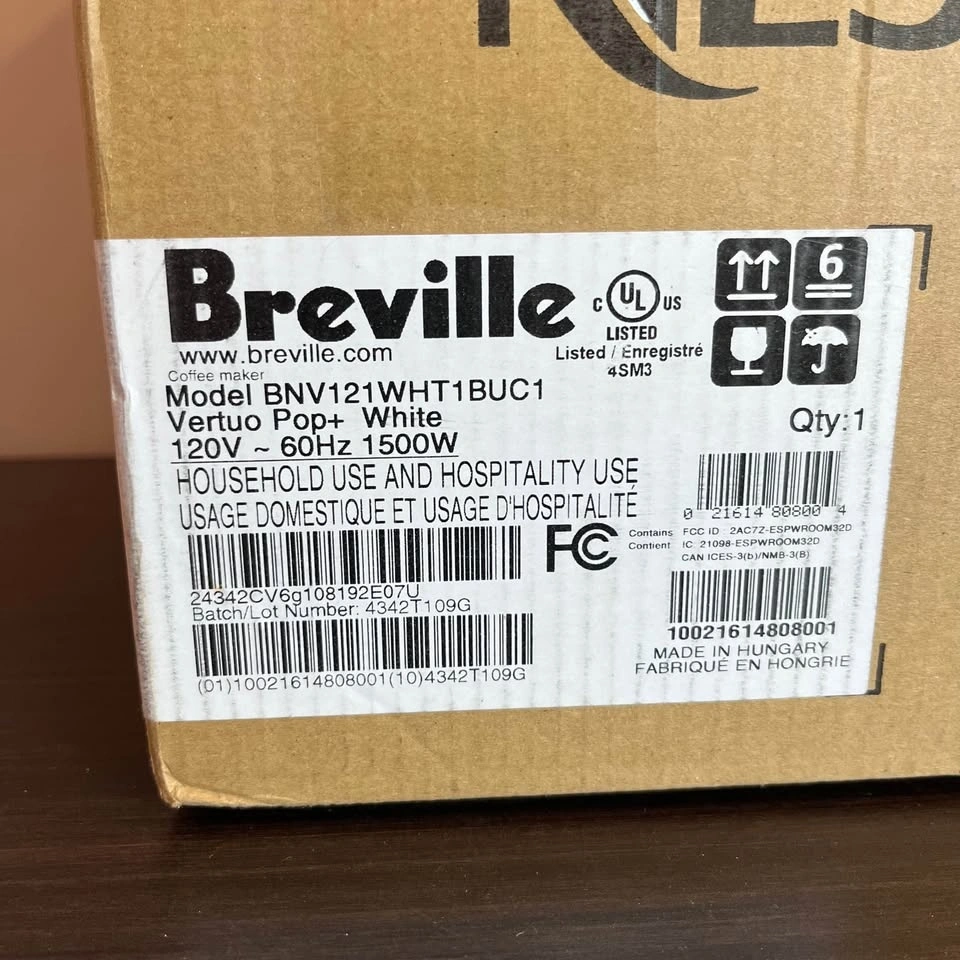 Breville
www.breville.com
Coffee maker
Model BNV121WHT1BUC1
Vertuo Pop+ White
120V ~ 60Hz 1500W
HOUSEHOLD USE AND HOSPITALITY USE
USAGE DOMESTIQUE ET USAGE D'HOSPITALITÉ
24342CV6g108192E07U
Batch/Lot Number: 4342T109G
(01)10021614808001(10)4342T109G
C UL US
LISTED
Listed / Enregistré
4SM3
6
Qty:1
0 21614 80800 4
FC
Contains FCC ID: 2AC7Z-ESPWROOM32D
Contient IC: 21098-ESPWROOM32D
CAN ICES-3(b)/NMB-3(B)
10021614808001
MADE IN HUNGARY
FABRIQUÉ EN HONGRIE